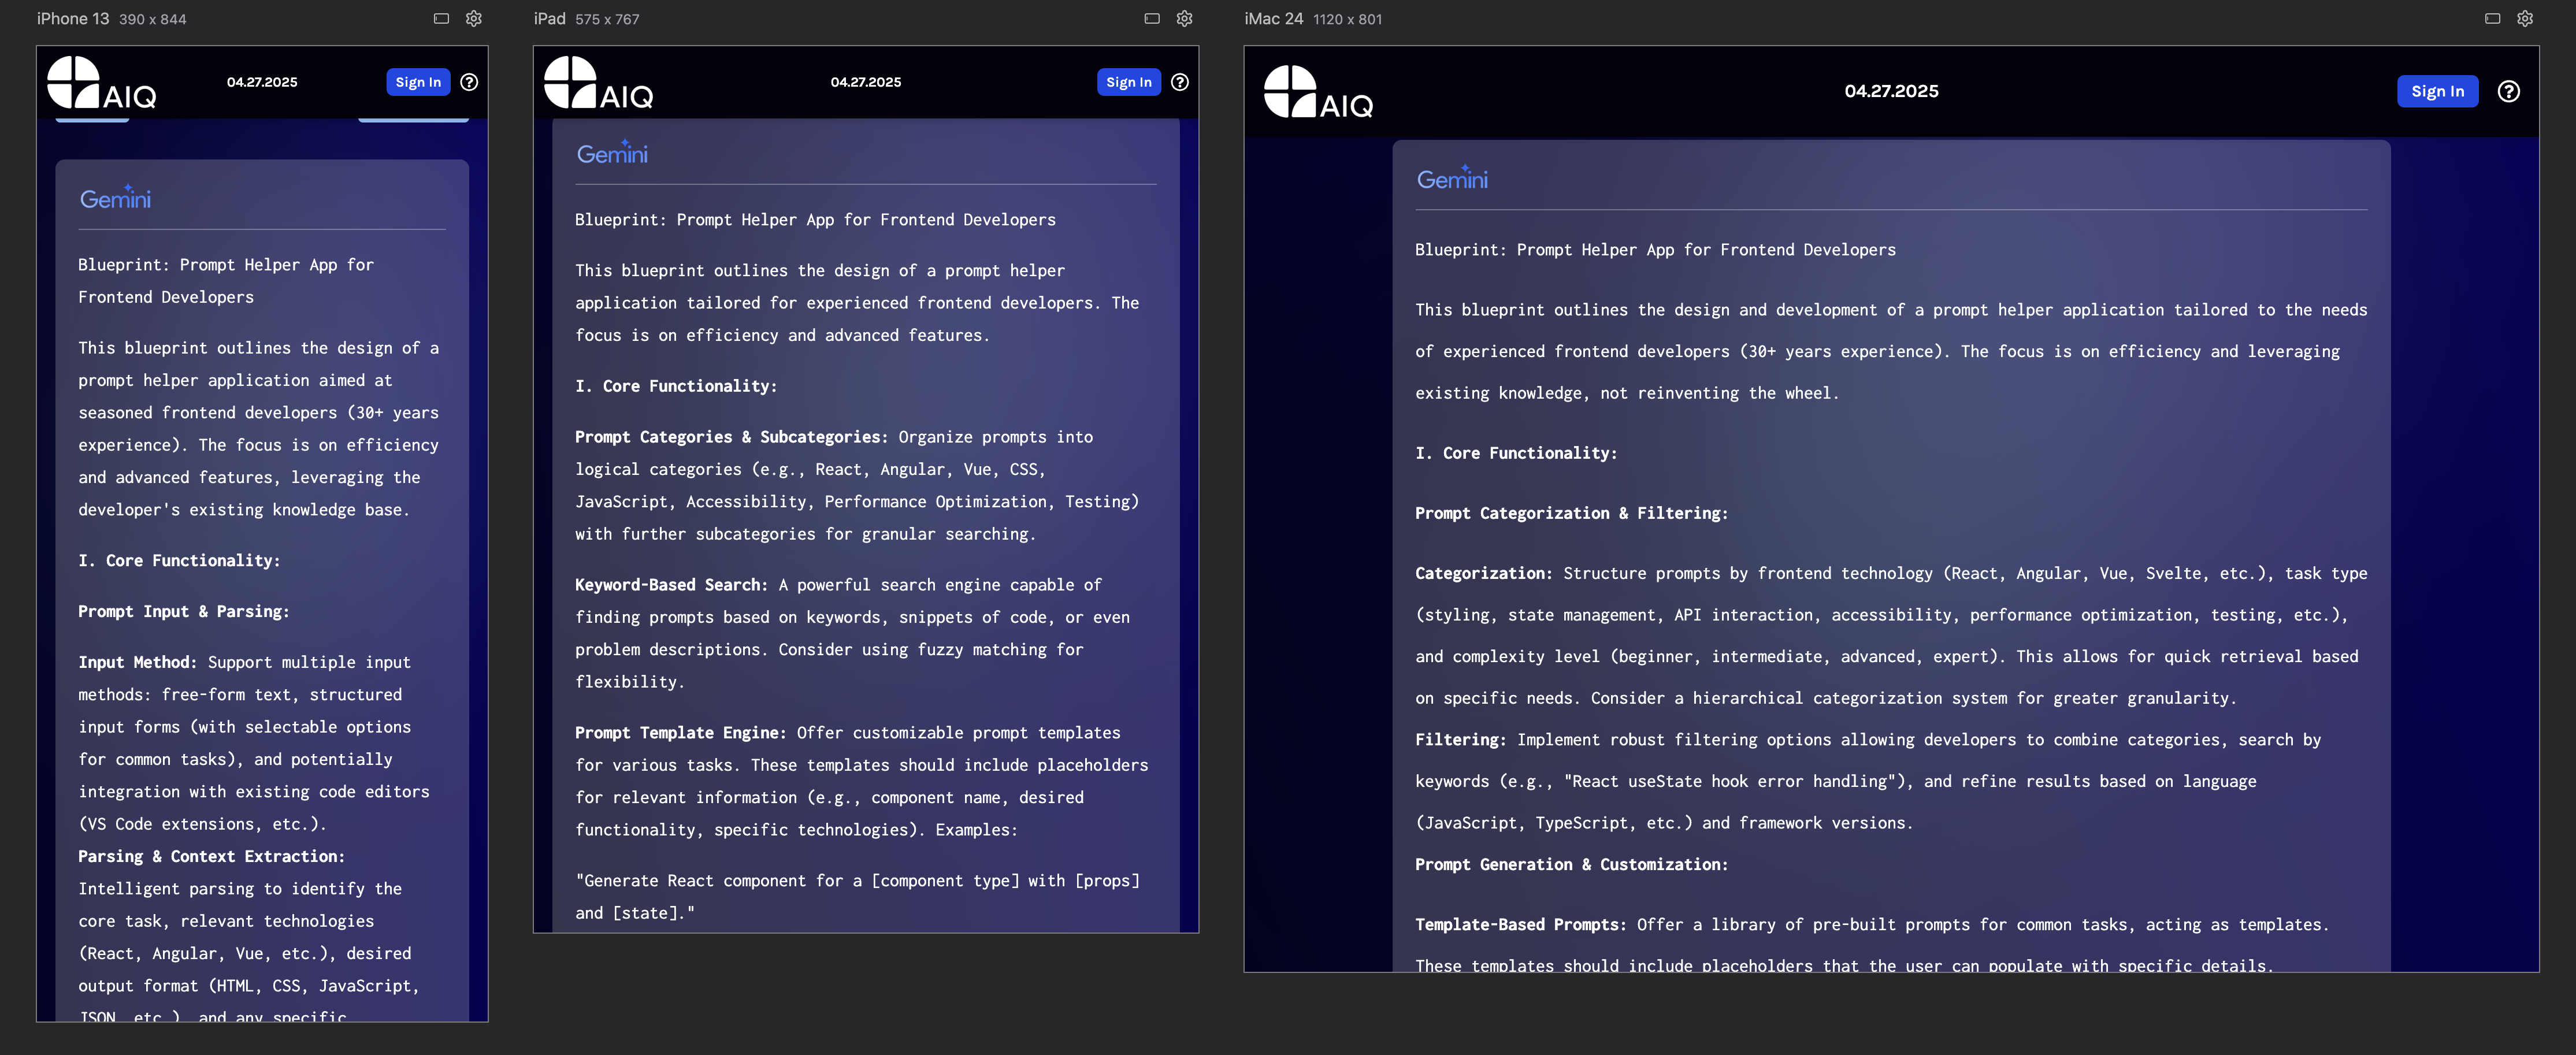 iPhone 13 390 x 844
AIQ
04.27.2025
Sign In
?
Gemini
Blueprint: Prompt Helper App for
Frontend Developers
This blueprint outlines the design of a
prompt helper application aimed at
seasoned frontend developers (30+ years
experience). The focus is on efficiency
and advanced features, leveraging the
developer's existing knowledge base.
I. Core Functionality:
Prompt Input & Parsing:
Input Method: Support multiple input
methods: free-form text, structured
input forms (with selectable options
for common tasks), and potentially
integration with existing code editors
(VS Code extensions, etc.).
Parsing & Context Extraction:
Intelligent parsing to identify the
core task, relevant technologies
(React, Angular, Vue, etc.), desired
output format (HTML, CSS, JavaScript,
JSON, etc.), and any specific
iPad 575 x 767
AIQ
04.27.2025
Sign In
?
Gemini
Blueprint: Prompt Helper App for Frontend Developers
This blueprint outlines the design of a prompt helper
application tailored for experienced frontend developers. The
focus is on efficiency and advanced features.
I. Core Functionality:
Prompt Categories & Subcategories: Organize prompts into
logical categories (e.g., React, Angular, Vue, CSS,
JavaScript, Accessibility, Performance Optimization, Testing)
with further subcategories for granular searching.
Keyword-Based Search: A powerful search engine capable of
finding prompts based on keywords, snippets of code, or even
problem descriptions. Consider using fuzzy matching for
flexibility.
Prompt Template Engine: Offer customizable prompt templates
for various tasks. These templates should include placeholders
for relevant information (e.g., component name, desired
functionality, specific technologies). Examples:
"Generate React component for a [component type] with [props]
and [state]."
iMac 24 1120 x 801
AIQ
04.27.2025
Sign In
?
Gemini
Blueprint: Prompt Helper App for Frontend Developers
This blueprint outlines the design and development of a prompt helper application tailored to the needs
of experienced frontend developers (30+ years experience). The focus is on efficiency and leveraging
existing knowledge, not reinventing the wheel.
I. Core Functionality:
Prompt Categorization & Filtering:
Categorization: Structure prompts by frontend technology (React, Angular, Vue, Svelte, etc.), task type
(styling, state management, API interaction, accessibility, performance optimization, testing, etc.),
and complexity level (beginner, intermediate, advanced, expert). This allows for quick retrieval based
on specific needs. Consider a hierarchical categorization system for greater granularity.
Filtering: Implement robust filtering options allowing developers to combine categories, search by
keywords (e.g., "React useState hook error handling"), and refine results based on language
(JavaScript, TypeScript, etc.) and framework versions.
Prompt Generation & Customization:
Template-Based Prompts: Offer a library of pre-built prompts for common tasks, acting as templates.
These templates should include placeholders that the user can populate with specific details.